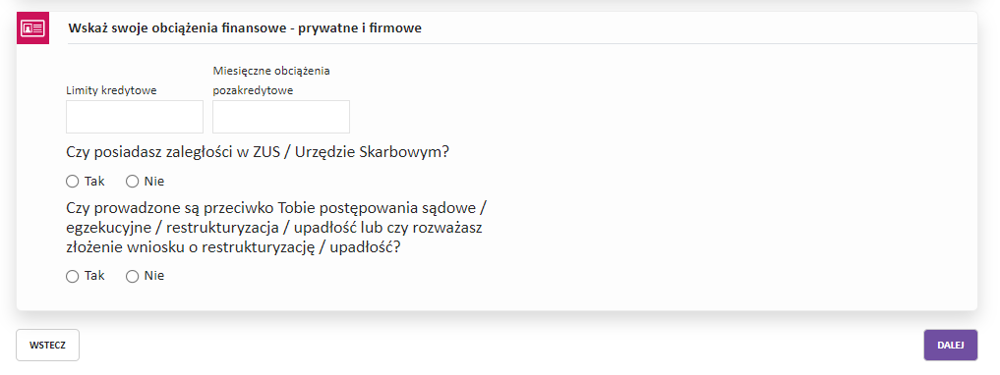 Wskaż swoje obciążenia finansowe - prywatne i firmowe
Limity kredytowe
Miesięczne obciążenia
pozakredytowe
Czy posiadasz zaległości w ZUS / Urzędzie Skarbowym?
Tak Nie
Czy prowadzone są przeciwko Tobie postępowania sądowe /
egzekucyjne / restrukturyzacja / upadłość lub czy rozważasz
złożenie wniosku o restrukturyzację / upadłość?
Tak Nie
WSTECZ
DALEJ